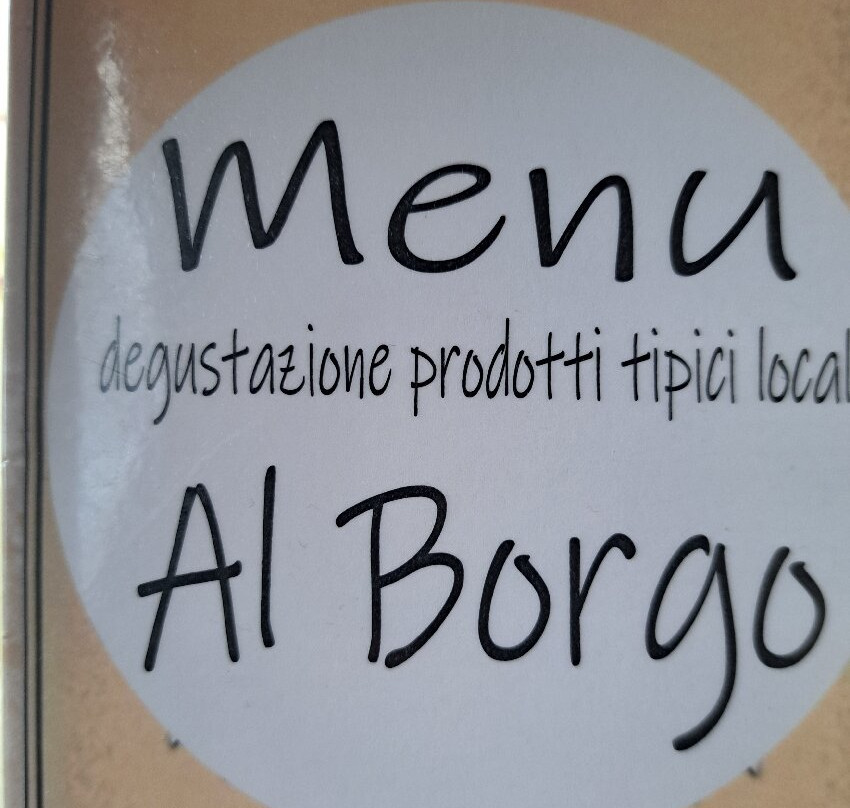 Menu
degustazione prodotti tipici local
Al Borgo